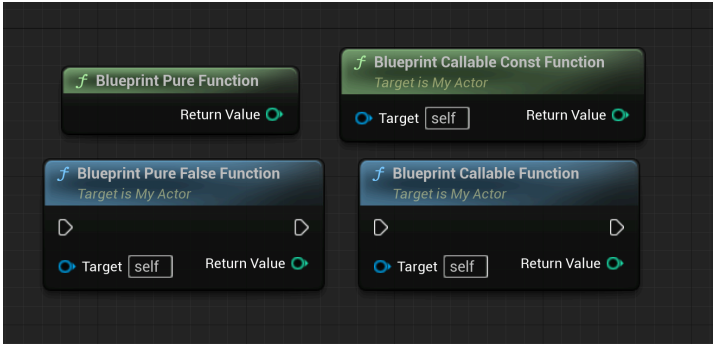 f Blueprint Pure Function
Return Value
f Blueprint Callable Const Function
Target is My Actor
Target self
Return Value
f Blueprint Pure False Function
Target is My Actor
Target self
Return Value
f Blueprint Callable Function
Target is My Actor
Target self
Return Value